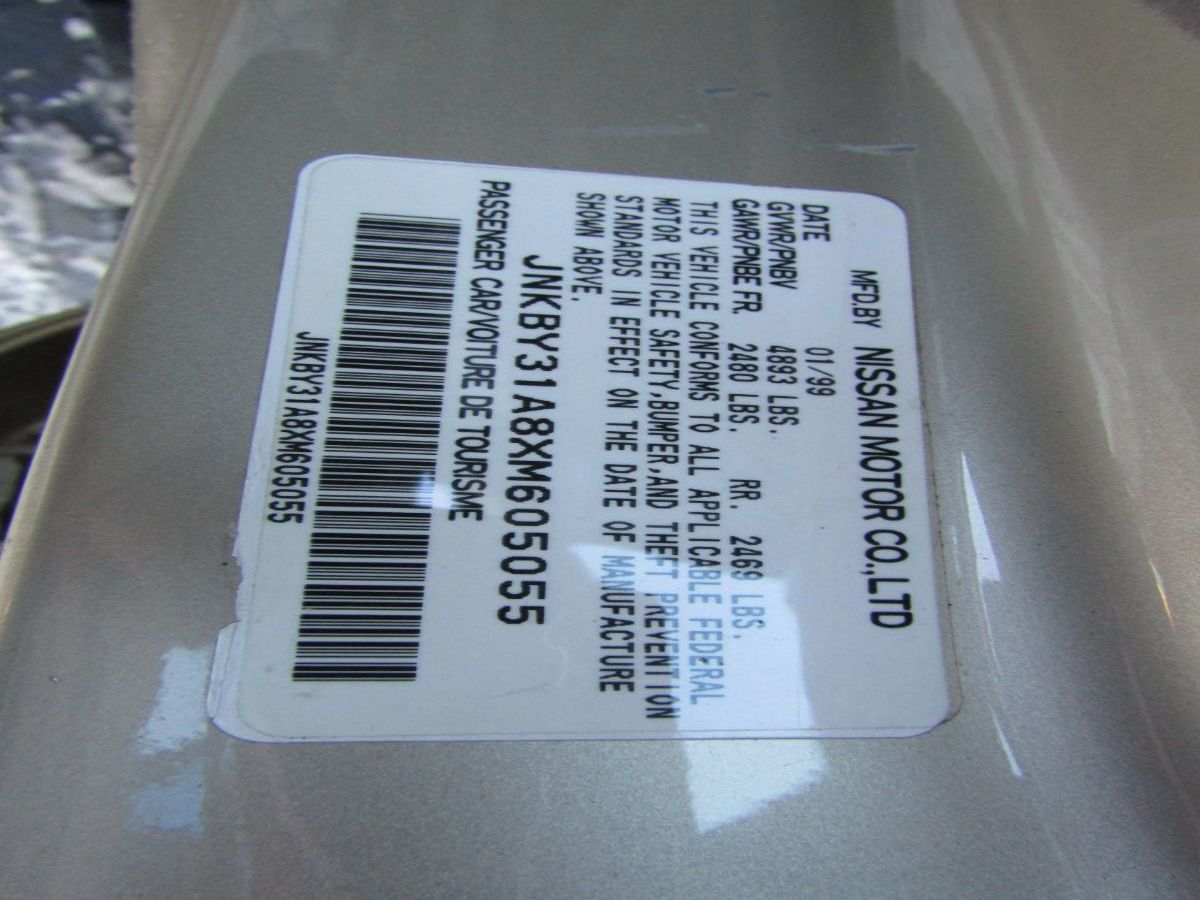 MFD.BY NISSAN MOTOR CO.,LTD
DATE 01/99
GVWR/PNBV 4893 LBS.
GAWR/PNBE FR 2480 LBS. RR. 2469 LBS.
THIS VEHICLE CONFORMS TO ALL APPLICABLE FEDERAL
MOTOR VEHICLE SAFETY,BUMPER,AND THEFT PREVENTION
STANDARDS IN EFFECT ON THE DATE OF MANUFACTURE
SHOWN ABOVE.
JNKBY31A8XM605055
PASSENGER CAR/VOITURE DE TOURISME
JNKBY31A8XM605055